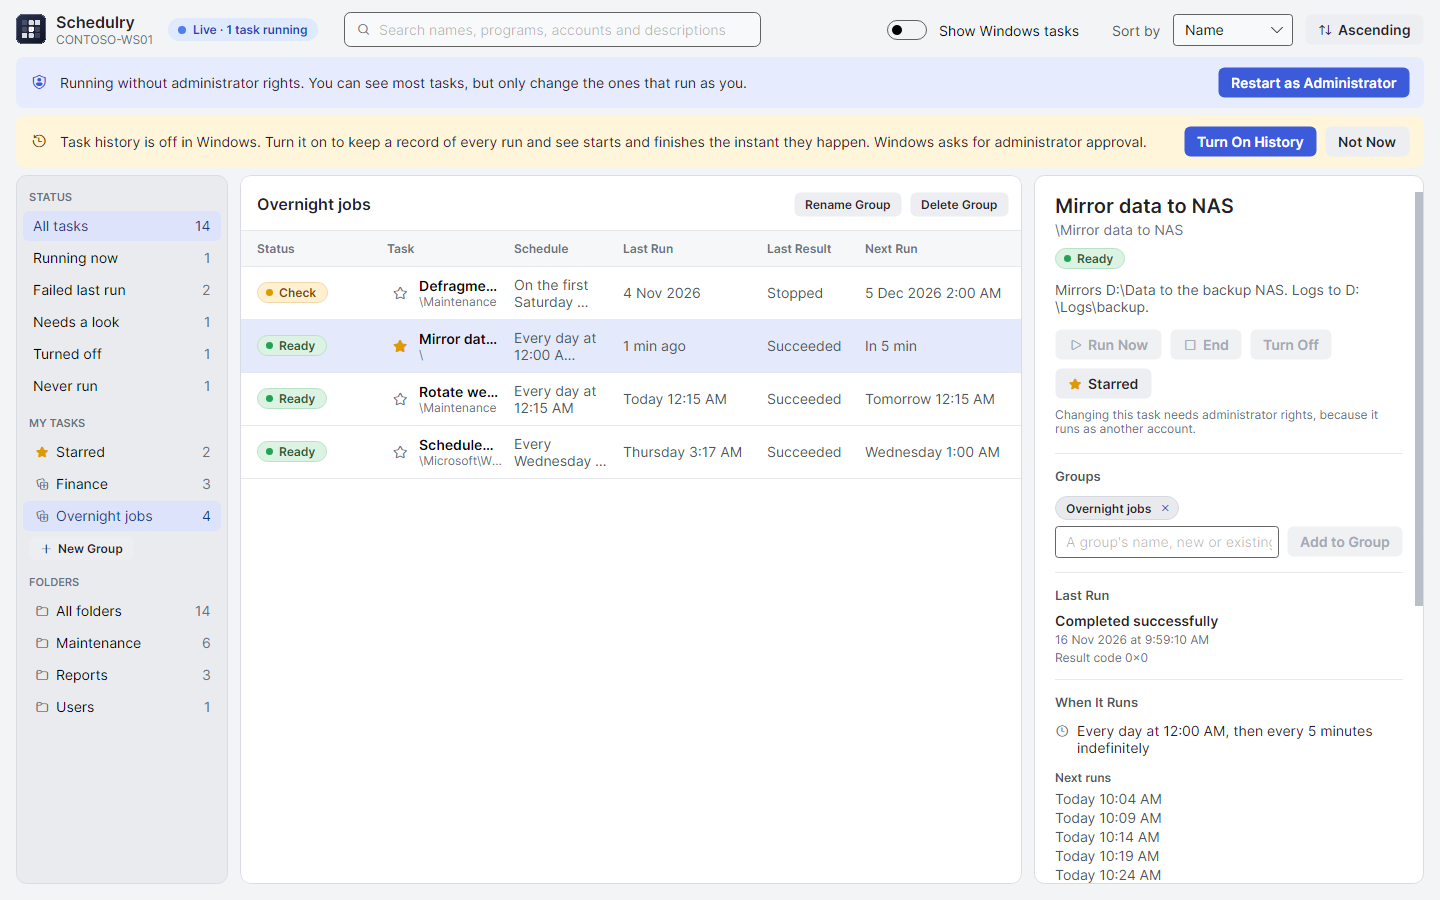 Schedulry
CONTOSO-WS01
Live · 1 task running
Search names, programs, accounts and descriptions
Show Windows tasks
Sort by
Name
Ascending
Running without administrator rights. You can see most tasks, but only change the ones that run as you.
Restart as Administrator
Task history is off in Windows. Turn it on to keep a record of every run and see starts and finishes the instant they happen. Windows asks for administrator approval.
Turn On History
Not Now
STATUS
All tasks 14
Running now 1
Failed last run 2
Needs a look 1
Turned off 1
Never run 1
MY TASKS
Starred 2
Finance 3
Overnight jobs 4
New Group
FOLDERS
All folders 14
Maintenance 6
Reports 3
Users 1
Overnight jobs
Rename Group
Delete Group
Status Task Schedule Last Run Last Result Next Run
Check
Defragme...
\Maintenance
On the first
Saturday ...
4 Nov 2026
Stopped
5 Dec 2026 2:00 AM
Ready
Mirror dat...
\
Every day at
12:00 A...
1 min ago
Succeeded
In 5 min
Ready
Rotate we...
\Maintenance
Every day at
12:15 AM
Today 12:15 AM
Succeeded
Tomorrow 12:15 AM
Ready
Schedule...
\Microsoft\W...
Every
Wednesday ...
Thursday 3:17 AM
Succeeded
Wednesday 1:00 AM
Mirror data to NAS
\Mirror data to NAS
Ready
Mirrors D:\Data to the backup NAS. Logs to D:
\Logs\backup.
Run Now
End
Turn Off
Starred
Changing this task needs administrator rights, because it
runs as another account.
Groups
Overnight jobs ×
A group's name, new or existing
Add to Group
Last Run
Completed successfully
16 Nov 2026 at 9:59:10 AM
Result code 0×0
When It Runs
Every day at 12:00 AM, then every 5 minutes
indefinitely
Next runs
Today 10:04 AM
Today 10:09 AM
Today 10:14 AM
Today 10:19 AM
Today 10:24 AM